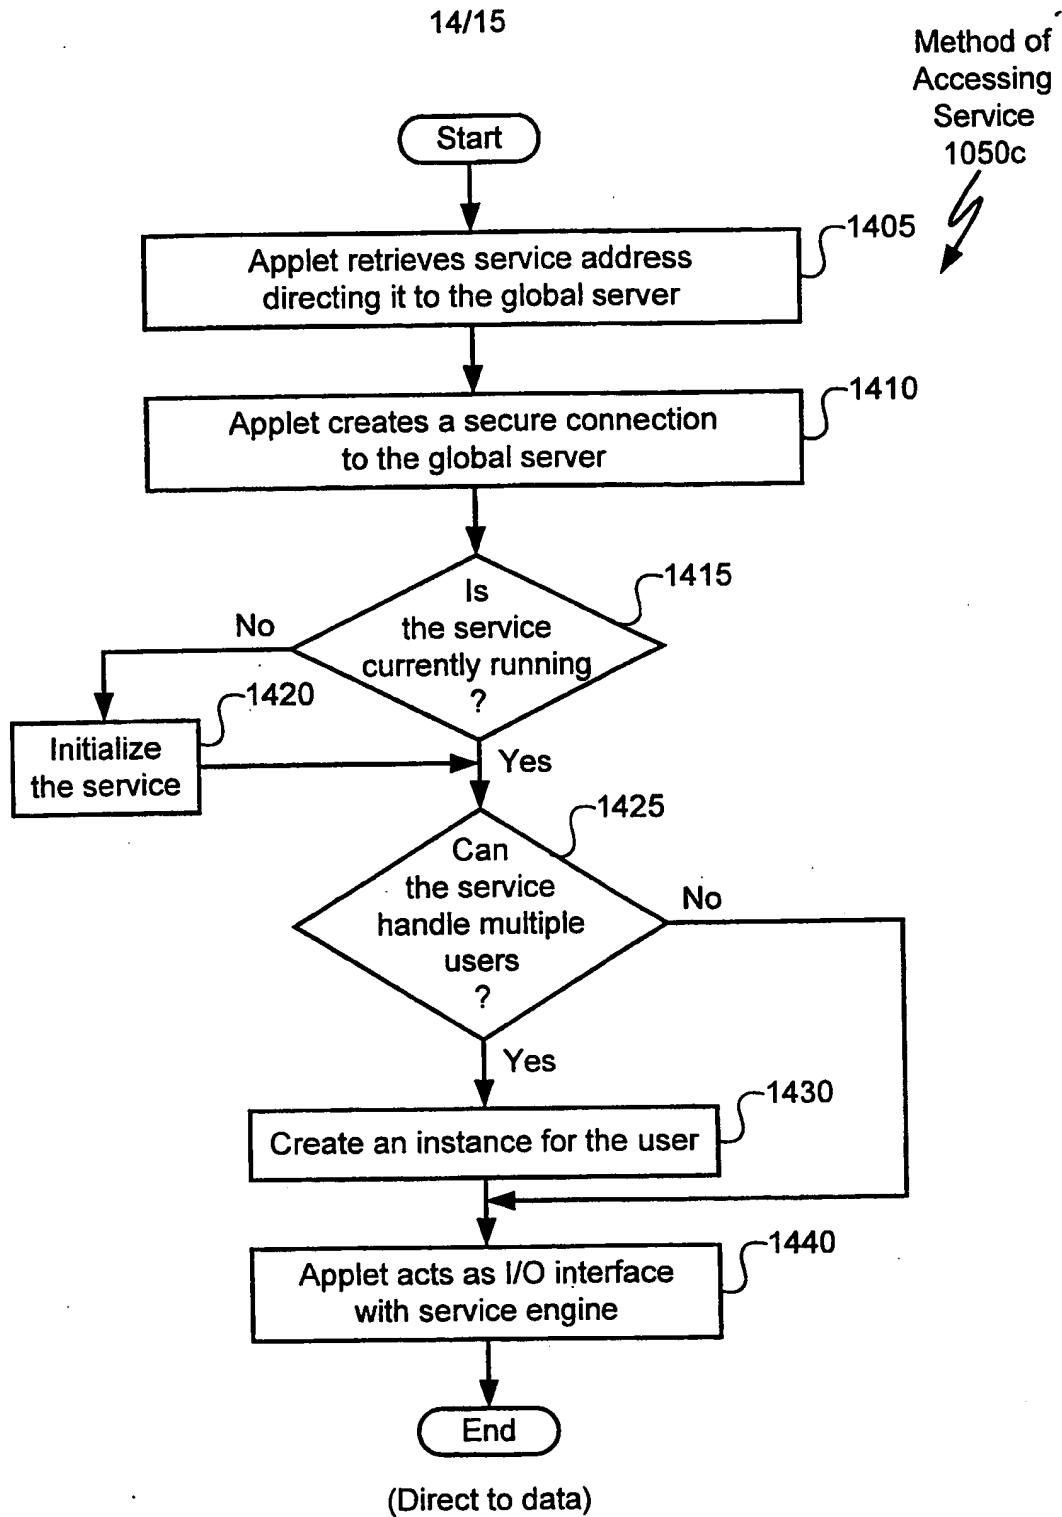 14/15
Method of
Accessing
Service
1050c
Start
1405
Applet retrieves service address
directing it to the global server
1410
Applet creates a secure connection
to the global server
1415
Is
the service
currently running
?
No
1420
Initialize
the service
Yes
1425
Can
the service
handle multiple
users
?
No
Yes
1430
Create an instance for the user
1440
Applet acts as I/O interface
with service engine
End
(Direct to data)